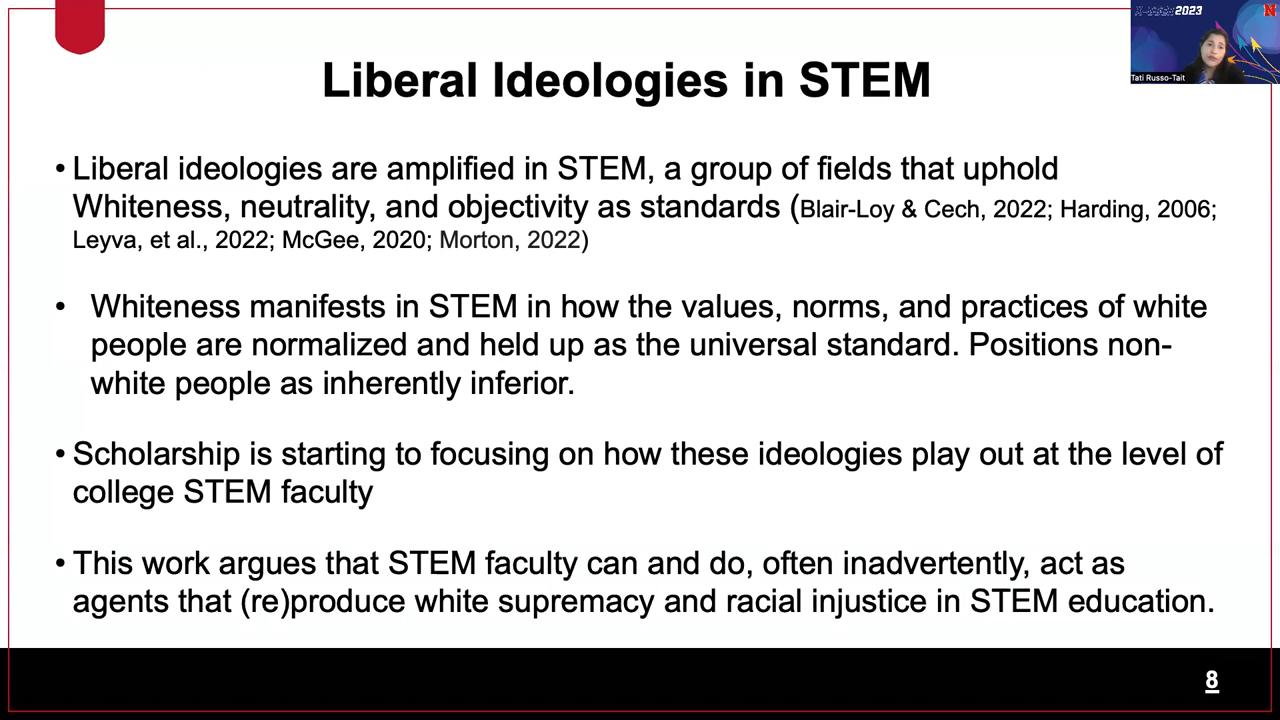 2023
N
Tati Russo-Tait
Liberal Ideologies in STEM
• Liberal ideologies are amplified in STEM, a group of fields that uphold
Whiteness, neutrality, and objectivity as standards (Blair-Loy & Cech, 2022; Harding, 2006;
Leyva, et al., 2022; McGee, 2020; Morton, 2022)
• Whiteness manifests in STEM in how the values, norms, and practices of white
people are normalized and held up as the universal standard. Positions non-
white people as inherently inferior.
• Scholarship is starting to focusing on how these ideologies play out at the level of
college STEM faculty
• This work argues that STEM faculty can and do, often inadvertently, act as
agents that (re)produce white supremacy and racial injustice in STEM education.
8